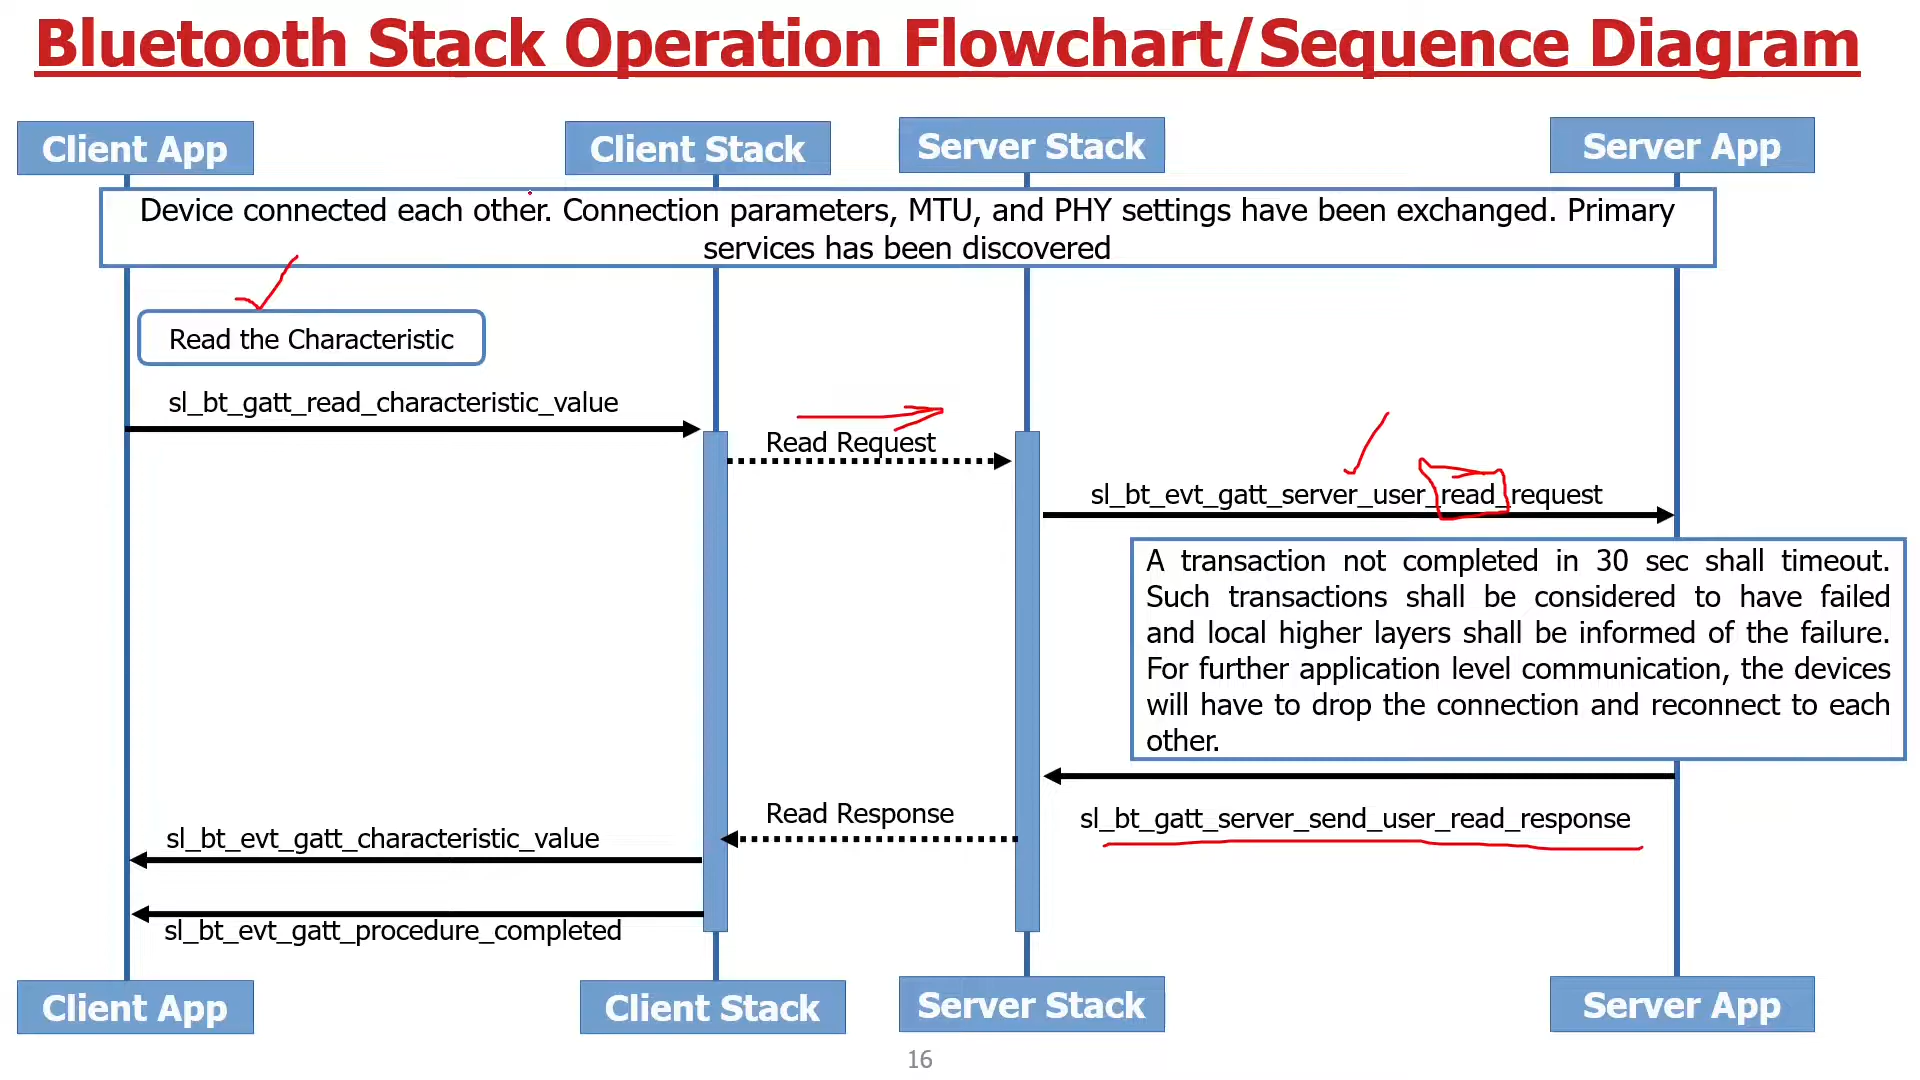 Bluetooth Stack Operation Flowchart/Sequence Diagram
Client App
Client Stack
Server Stack
Server App
Device connected each other. Connection parameters, MTU, and PHY settings have been exchanged. Primary
services has been discovered
Read the Characteristic
sl_bt_gatt_read_characteristic_value
Read Request
sl_bt_evt_gatt_server_user_read_request
A transaction not completed in 30 sec shall timeout.
Such transactions shall be considered to have failed
and local higher layers shall be informed of the failure.
For further application level communication, the devices
will have to drop the connection and reconnect to each
other.
Read Response
sl_bt_gatt_server_send_user_read_response
sl_bt_evt_gatt_characteristic_value
sl_bt_evt_gatt_procedure_completed
Client App
Client Stack
Server Stack
Server App
16